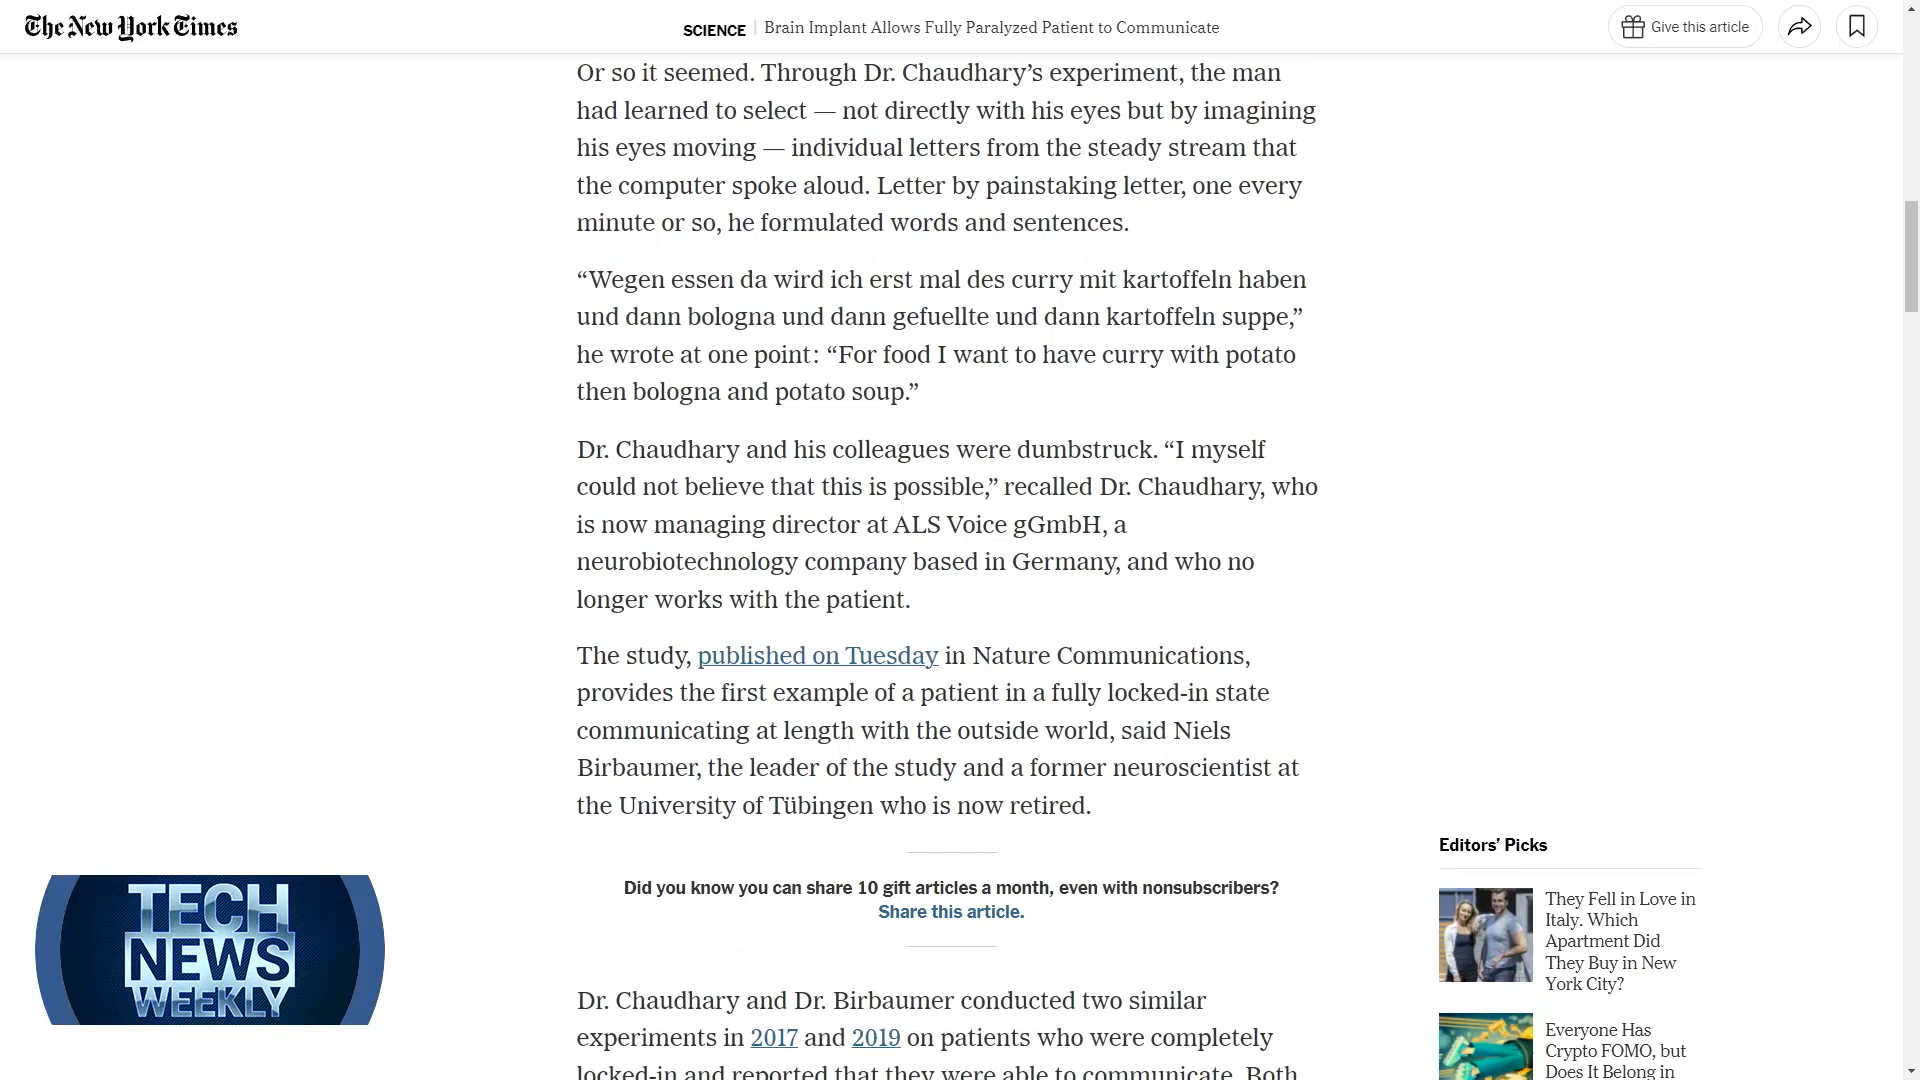 The New York Times
SCIENCE Brain Implant Allows Fully Paralyzed Patient to Communicate
Give this article
Or so it seemed. Through Dr. Chaudhary’s experiment, the man
had learned to select — not directly with his eyes but by imagining
his eyes moving — individual letters from the steady stream that
the computer spoke aloud. Letter by painstaking letter, one every
minute or so, he formulated words and sentences.
“Wegen essen da wird ich erst mal des curry mit kartoffeln haben
und dann bologna und dann gefuellte und dann kartoffeln suppe,”
he wrote at one point: “For food I want to have curry with potato
then bologna and potato soup.”
Dr. Chaudhary and his colleagues were dumbstruck. “I myself
could not believe that this is possible,” recalled Dr. Chaudhary, who
is now managing director at ALS Voice gGmbH, a
neurobiotechnology company based in Germany, and who no
longer works with the patient.
The study, published on Tuesday in Nature Communications,
provides the first example of a patient in a fully locked-in state
communicating at length with the outside world, said Niels
Birbaumer, the leader of the study and a former neuroscientist at
the University of Tübingen who is now retired.
Did you know you can share 10 gift articles a month, even with nonsubscribers?
Share this article.
Dr. Chaudhary and Dr. Birbaumer conducted two similar
experiments in 2017 and 2019 on patients who were completely
locked-in and reported that they were able to communicate. Both
Editors’ Picks
They Fell in Love in
Italy. Which
Apartment Did
They Buy in New
York City?
Everyone Has
Crypto FOMO, but
Does It Belong in
TECH
NEWS
WEEKLY